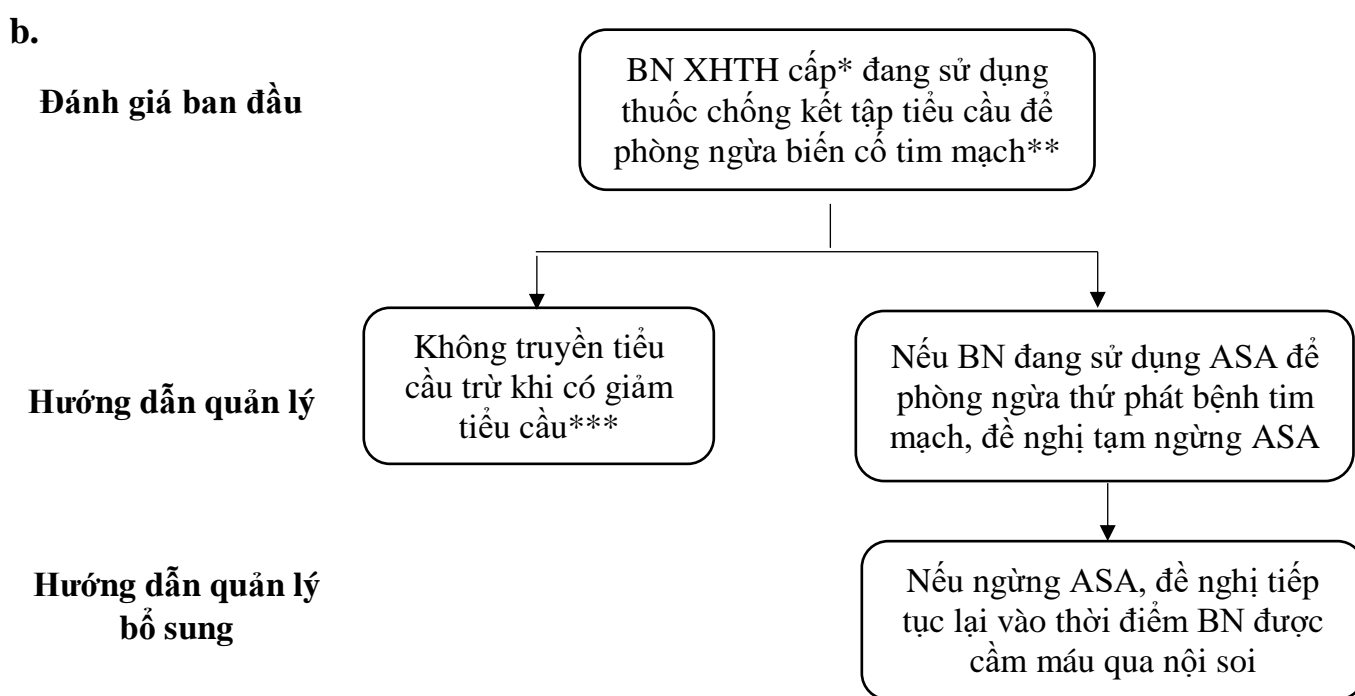 b.
Đánh giá ban đầu
BN XHTH cấp* đang sử dụng
thuốc chống kết tập tiểu cầu để
phòng ngừa biến cố tim mạch**
Hướng dẫn quản lý
Không truyền tiểu
cầu trừ khi có giảm
tiểu cầu***
Nếu BN đang sử dụng ASA để
phòng ngừa thứ phát bệnh tim
mạch, đề nghị tạm ngừng ASA
Hướng dẫn quản lý
bổ sung
Nếu ngừng ASA, đề nghị tiếp
tục lại vào thời điểm BN được
cầm máu qua nội soi